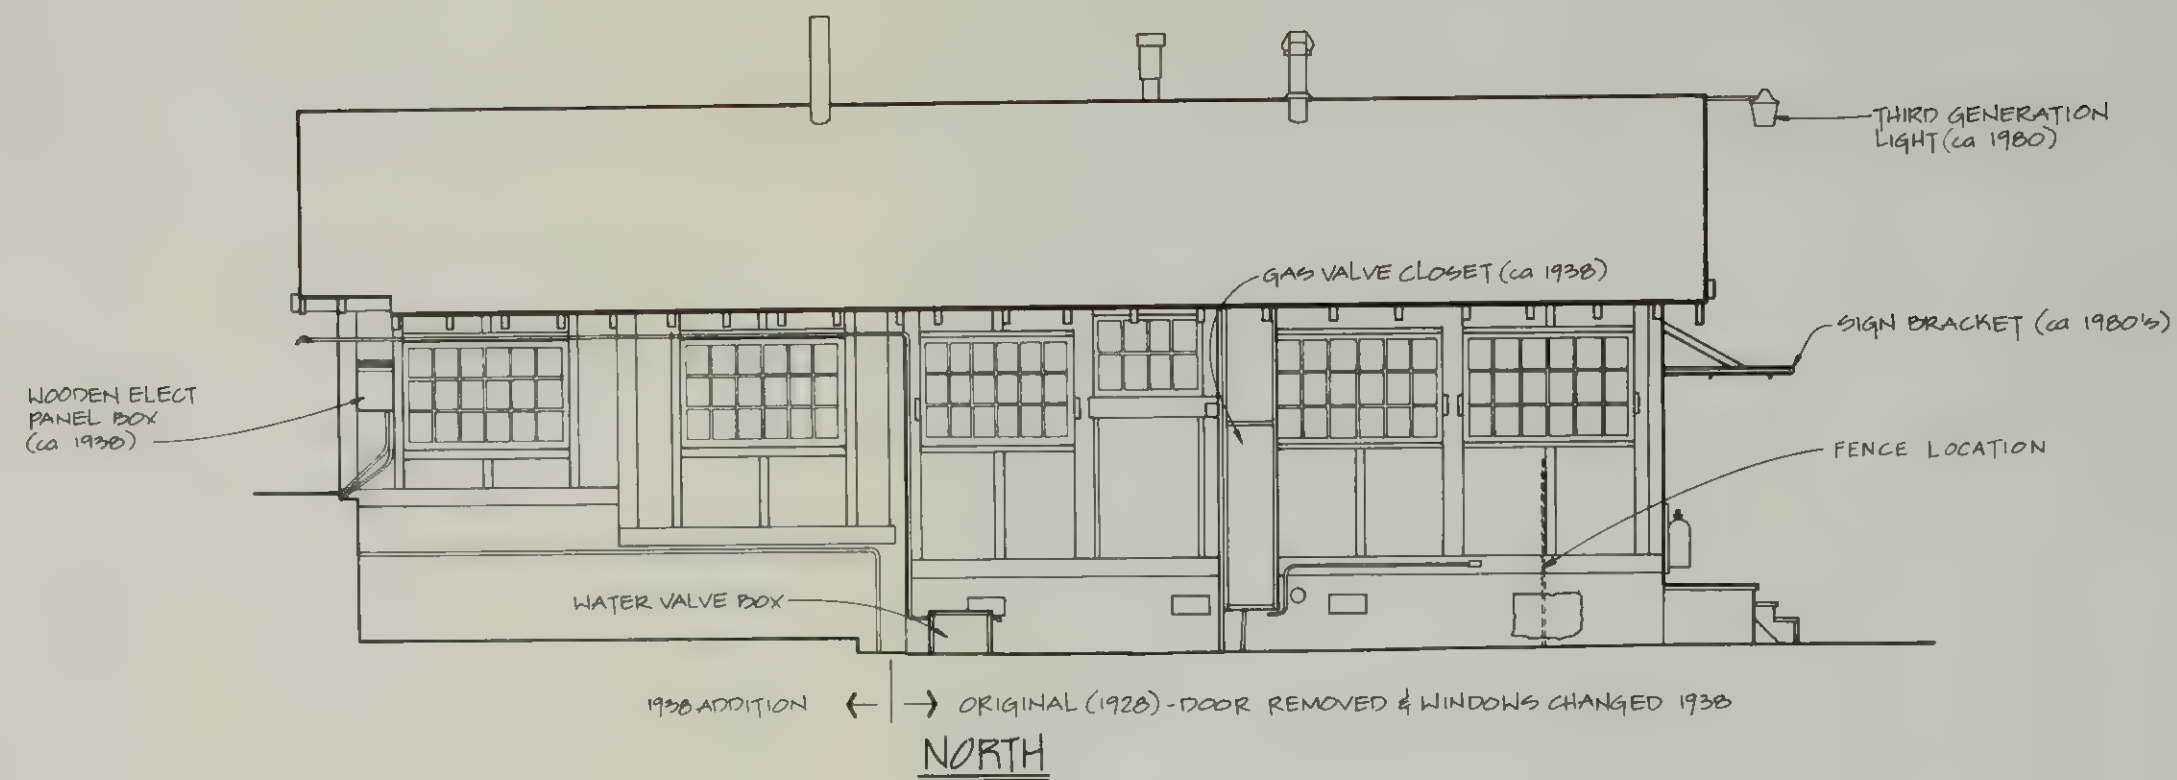 THIRD GENERATION
LIGHT (ca 1980)
GAS VALVE CLOSET (ca 1938)
SIGN BRACKET (ca 1980's)
WOODEN ELECT
PANEL BOX
(ca 1938)
FENCE LOCATION
WATER VALVE BOX
1938 ADDITION ← → ORIGINAL (1928) - DOOR REMOVED & WINDOWS CHANGED 1938
NORTH